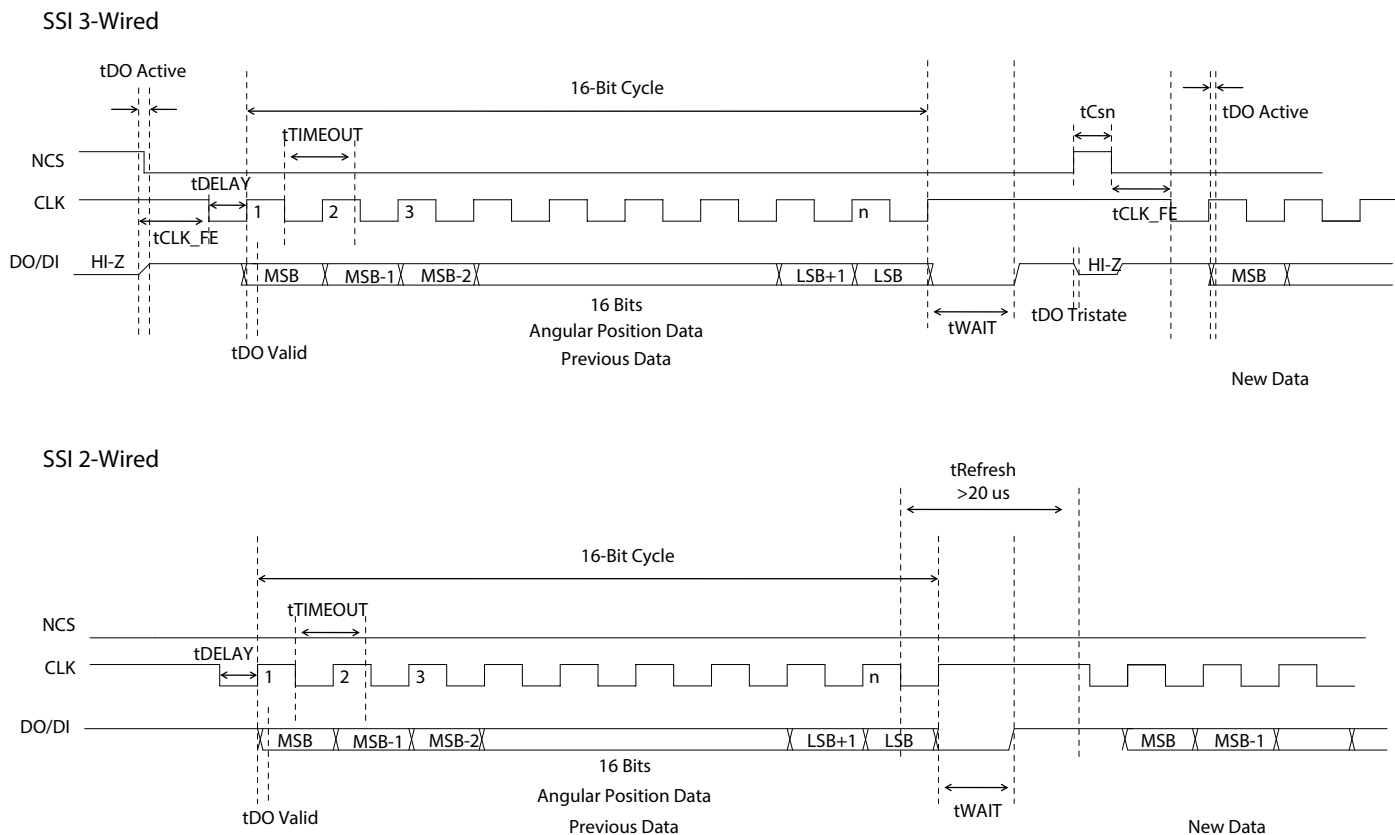 SSI 3-Wired
tDO Active
16-Bit Cycle
tCsn
tDO Active
tTIMEOUT
NCS
tDELAY
CLK
1
2
3
n
tCLK_FE
tCLK_FE
DO/DI
HI-Z
MSB
MSB-1
MSB-2
LSB+1
LSB
HI-Z
MSB
16 Bits
Angular Position Data
Previous Data
tWAIT
tDO Tristate
tDO Valid
New Data
SSI 2-Wired
tRefresh
>20 us
16-Bit Cycle
tTIMEOUT
NCS
tDELAY
CLK
1
2
3
n
DO/DI
MSB
MSB-1
MSB-2
LSB+1
LSB
MSB
MSB-1
16 Bits
Angular Position Data
Previous Data
tDO Valid
tWAIT
New Data